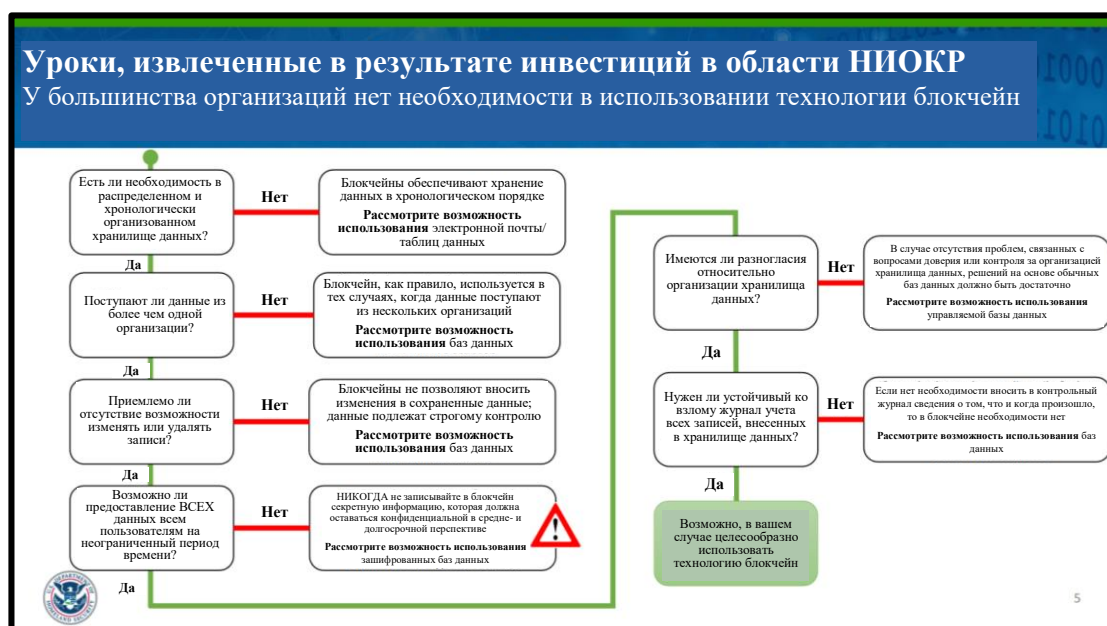 Уроки, извлеченные в результате инвестиций в области НИОКР
У большинства организаций нет необходимости в использовании технологии блокчейн
Есть ли необходимость в
распределенном и
хронологически
организованном
хранилище данных?
Нет
Блокчейны обеспечивают хранение
данных в хронологическом порядке
Рассмотрите возможность
использования электронной почты/
таблиц данных
Да
Поступают ли данные из
более чем одной
организации?
Нет
Блокчейн, как правило, используется в
тех случаях, когда данные поступают
из нескольких организаций
Рассмотрите возможность
использования баз данных
Да
Приемлемо ли
отсутствие возможности
изменять или удалять
записи?
Нет
Блокчейны не позволяют вносить
изменения в сохраненные данные;
данные подлежат строгому контролю
Рассмотрите возможность
использования баз данных
Да
Возможно ли
предоставление ВСЕХ
данных всем
пользователям на
неограниченный период
времени?
Нет
НИКОГДА не записывайте в блокчейн
секретную информацию, которая должна
оставаться конфиденциальной в средне- и
долгосрочной перспективе
Рассмотрите возможность использования
зашифрованных баз данных
!
Да
Имеются ли разногласия
относительно
организации хранилища
данных?
Нет
В случае отсутствия проблем, связанных с
вопросами доверия или контроля за организацией
хранилища данных, решений на основе обычных
баз данных должно быть достаточно
Рассмотрите возможность использования
управляемой базы данных
Да
Нужен ли устойчивый ко
взлому журнал учета
всех записей, внесенных
в хранилище данных?
Нет
Если нет необходимости вносить в контрольный
журнал сведения о том, что и когда произошло,
то в блокчейне необходимости нет
Рассмотрите возможность использования баз
данных
Да
Возможно, в вашем
случае целесообразно
использовать
технологию блокчейн
5